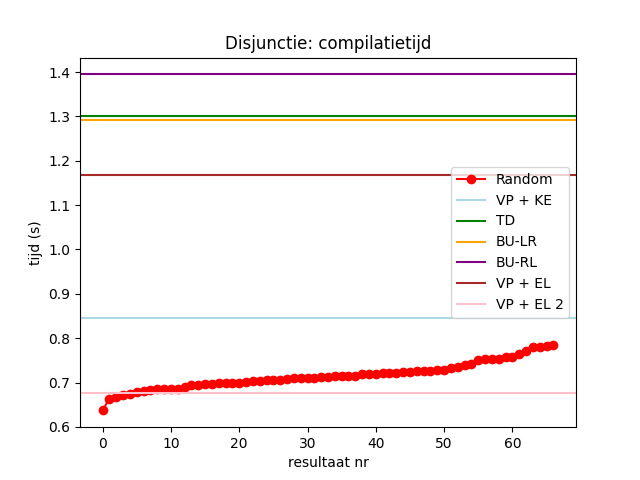 Disjunctie: compilatietijd
tijd (s)
1.4
1.3
1.2
1.1
1.0
0.9
0.8
0.7
0.6
Random
VP + KE
TD
BU-LR
BU-RL
VP + EL
VP + EL 2
0 10 20 30 40 50 60
resultaat nr